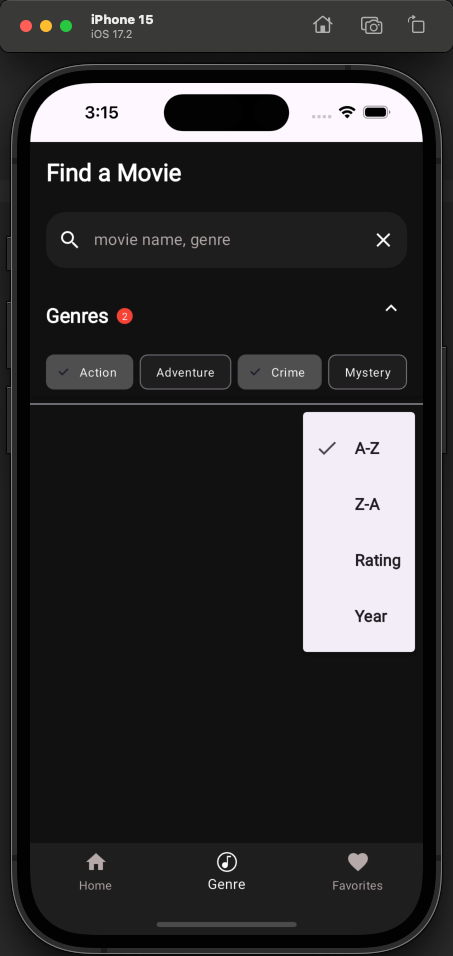 iPhone 15
iOS 17.2
3:15
Find a Movie
movie name, genre
Genres 2
Action Adventure Crime Mystery
A-Z
Z-A
Rating
Year
Home Genre Favorites